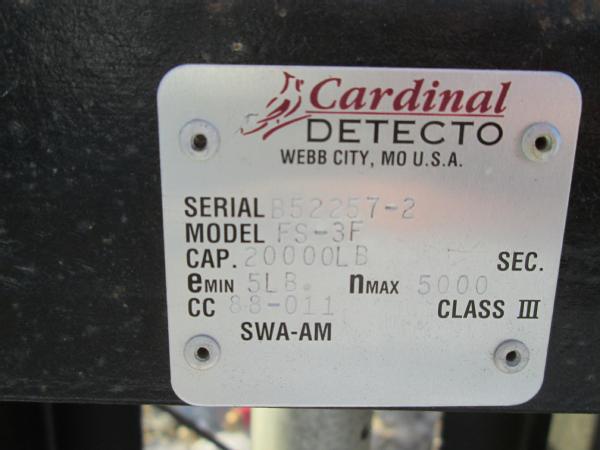 Cardinal
DETECTO
WEBB CITY, MO U.S.A.
SERIAL B52257-2
MODEL FS-3F
CAP. 20000LB SEC.
eMIN 5LB. nMAX 5000
CC 88-011 CLASS III
SWA-AM